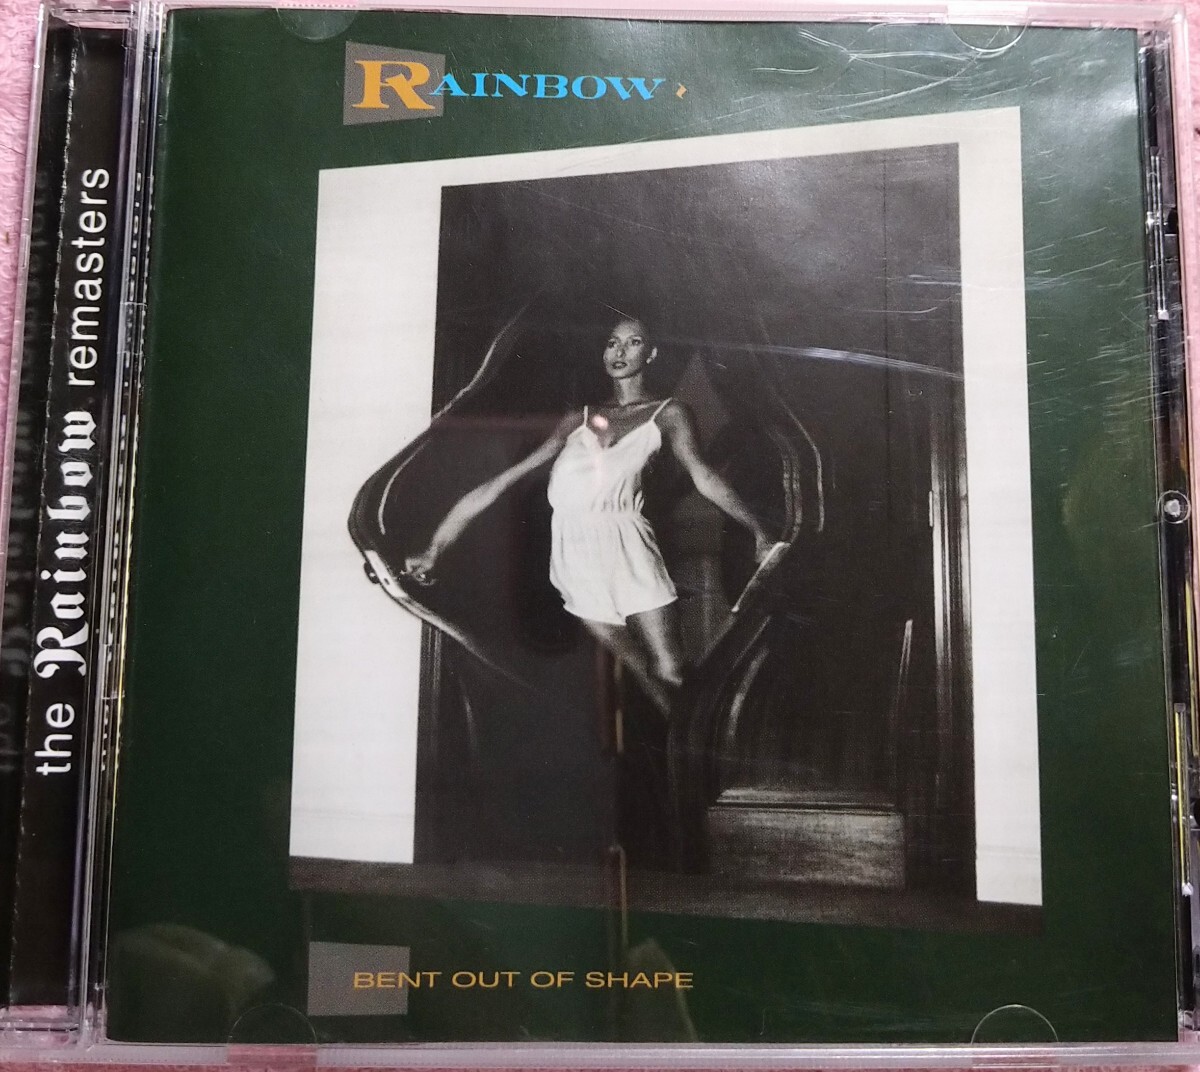 the Rainbow remasters
RAINBOW
BENT OUT OF SHAPE